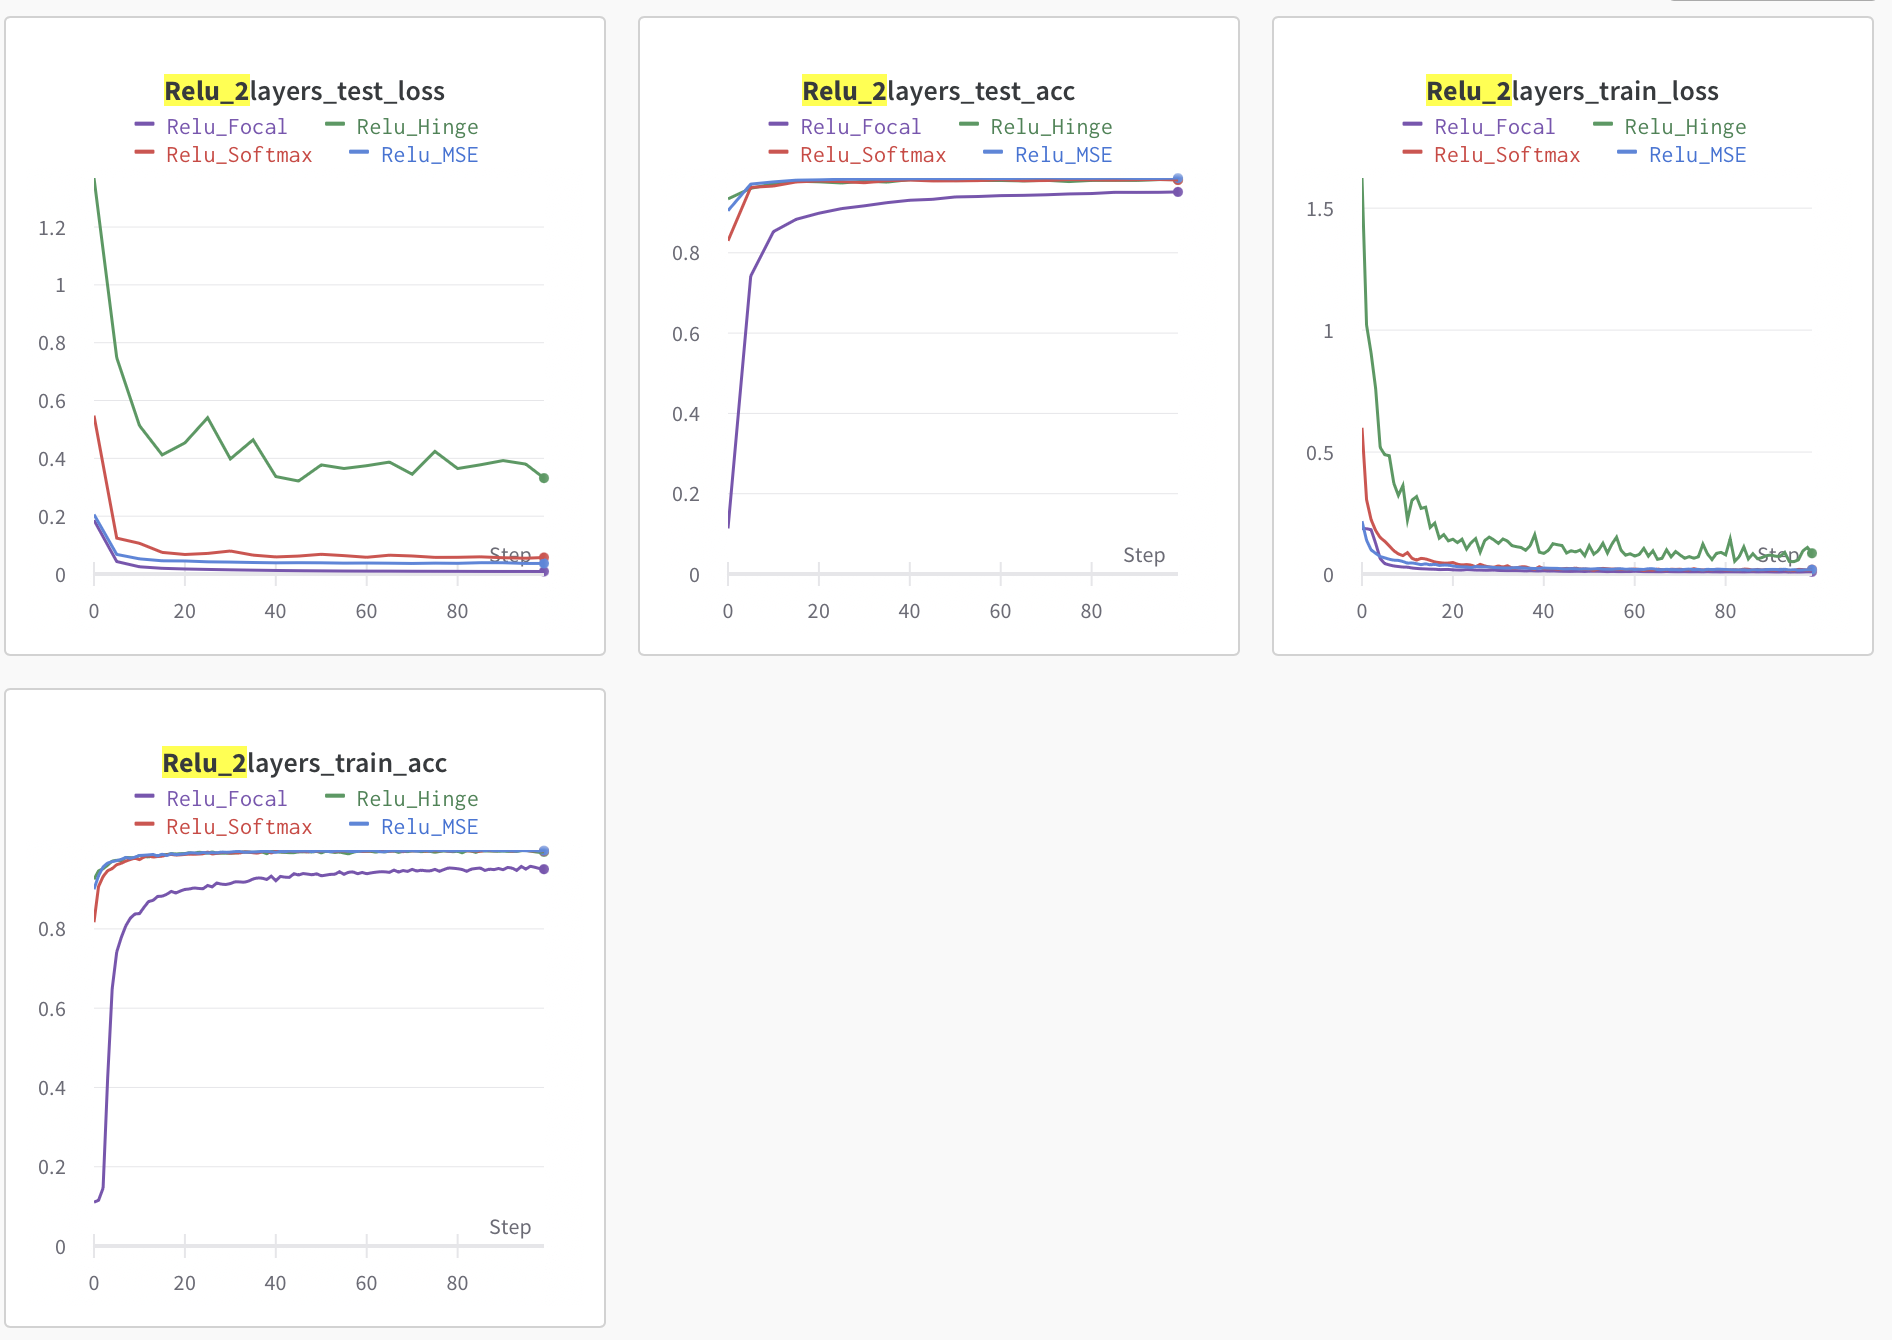 Relu_2layers_test_loss
Relu_Focal Relu_Hinge
Relu_Softmax Relu_MSE
1.2
1
0.8
0.6
0.4
0.2
Step
0
0 20 40 60 80
Relu_2layers_test_acc
Relu_Focal Relu_Hinge
Relu_Softmax Relu_MSE
0.8
0.6
0.4
0.2
Step
0
0 20 40 60 80
Relu_2layers_train_loss
Relu_Focal Relu_Hinge
Relu_Softmax Relu_MSE
1.5
1
0.5
Step
0
0 20 40 60 80
Relu_2layers_train_acc
Relu_Focal Relu_Hinge
Relu_Softmax Relu_MSE
0.8
0.6
0.4
0.2
Step
0
0 20 40 60 80